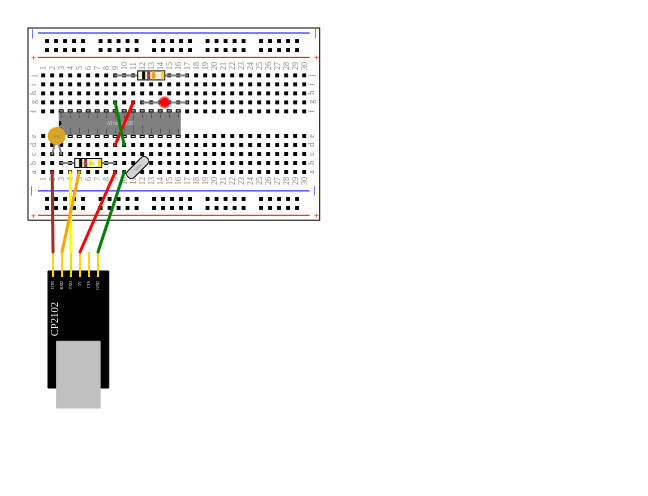 1 2 3 4 5 6 7 8 9 10 11 12 13 14 15 16 17 18 19 20 21 22 23 24 25 26 27 28 29 30
j j
i i
h h
g g
f f
e e
d d
c c
b b
a a
1 2 3 4 5 6 7 8 9 10 11 12 13 14 15 16 17 18 19 20 21 22 23 24 25 26 27 28 29 30
DTR RXD TXD 5V CTS GND
CP2102